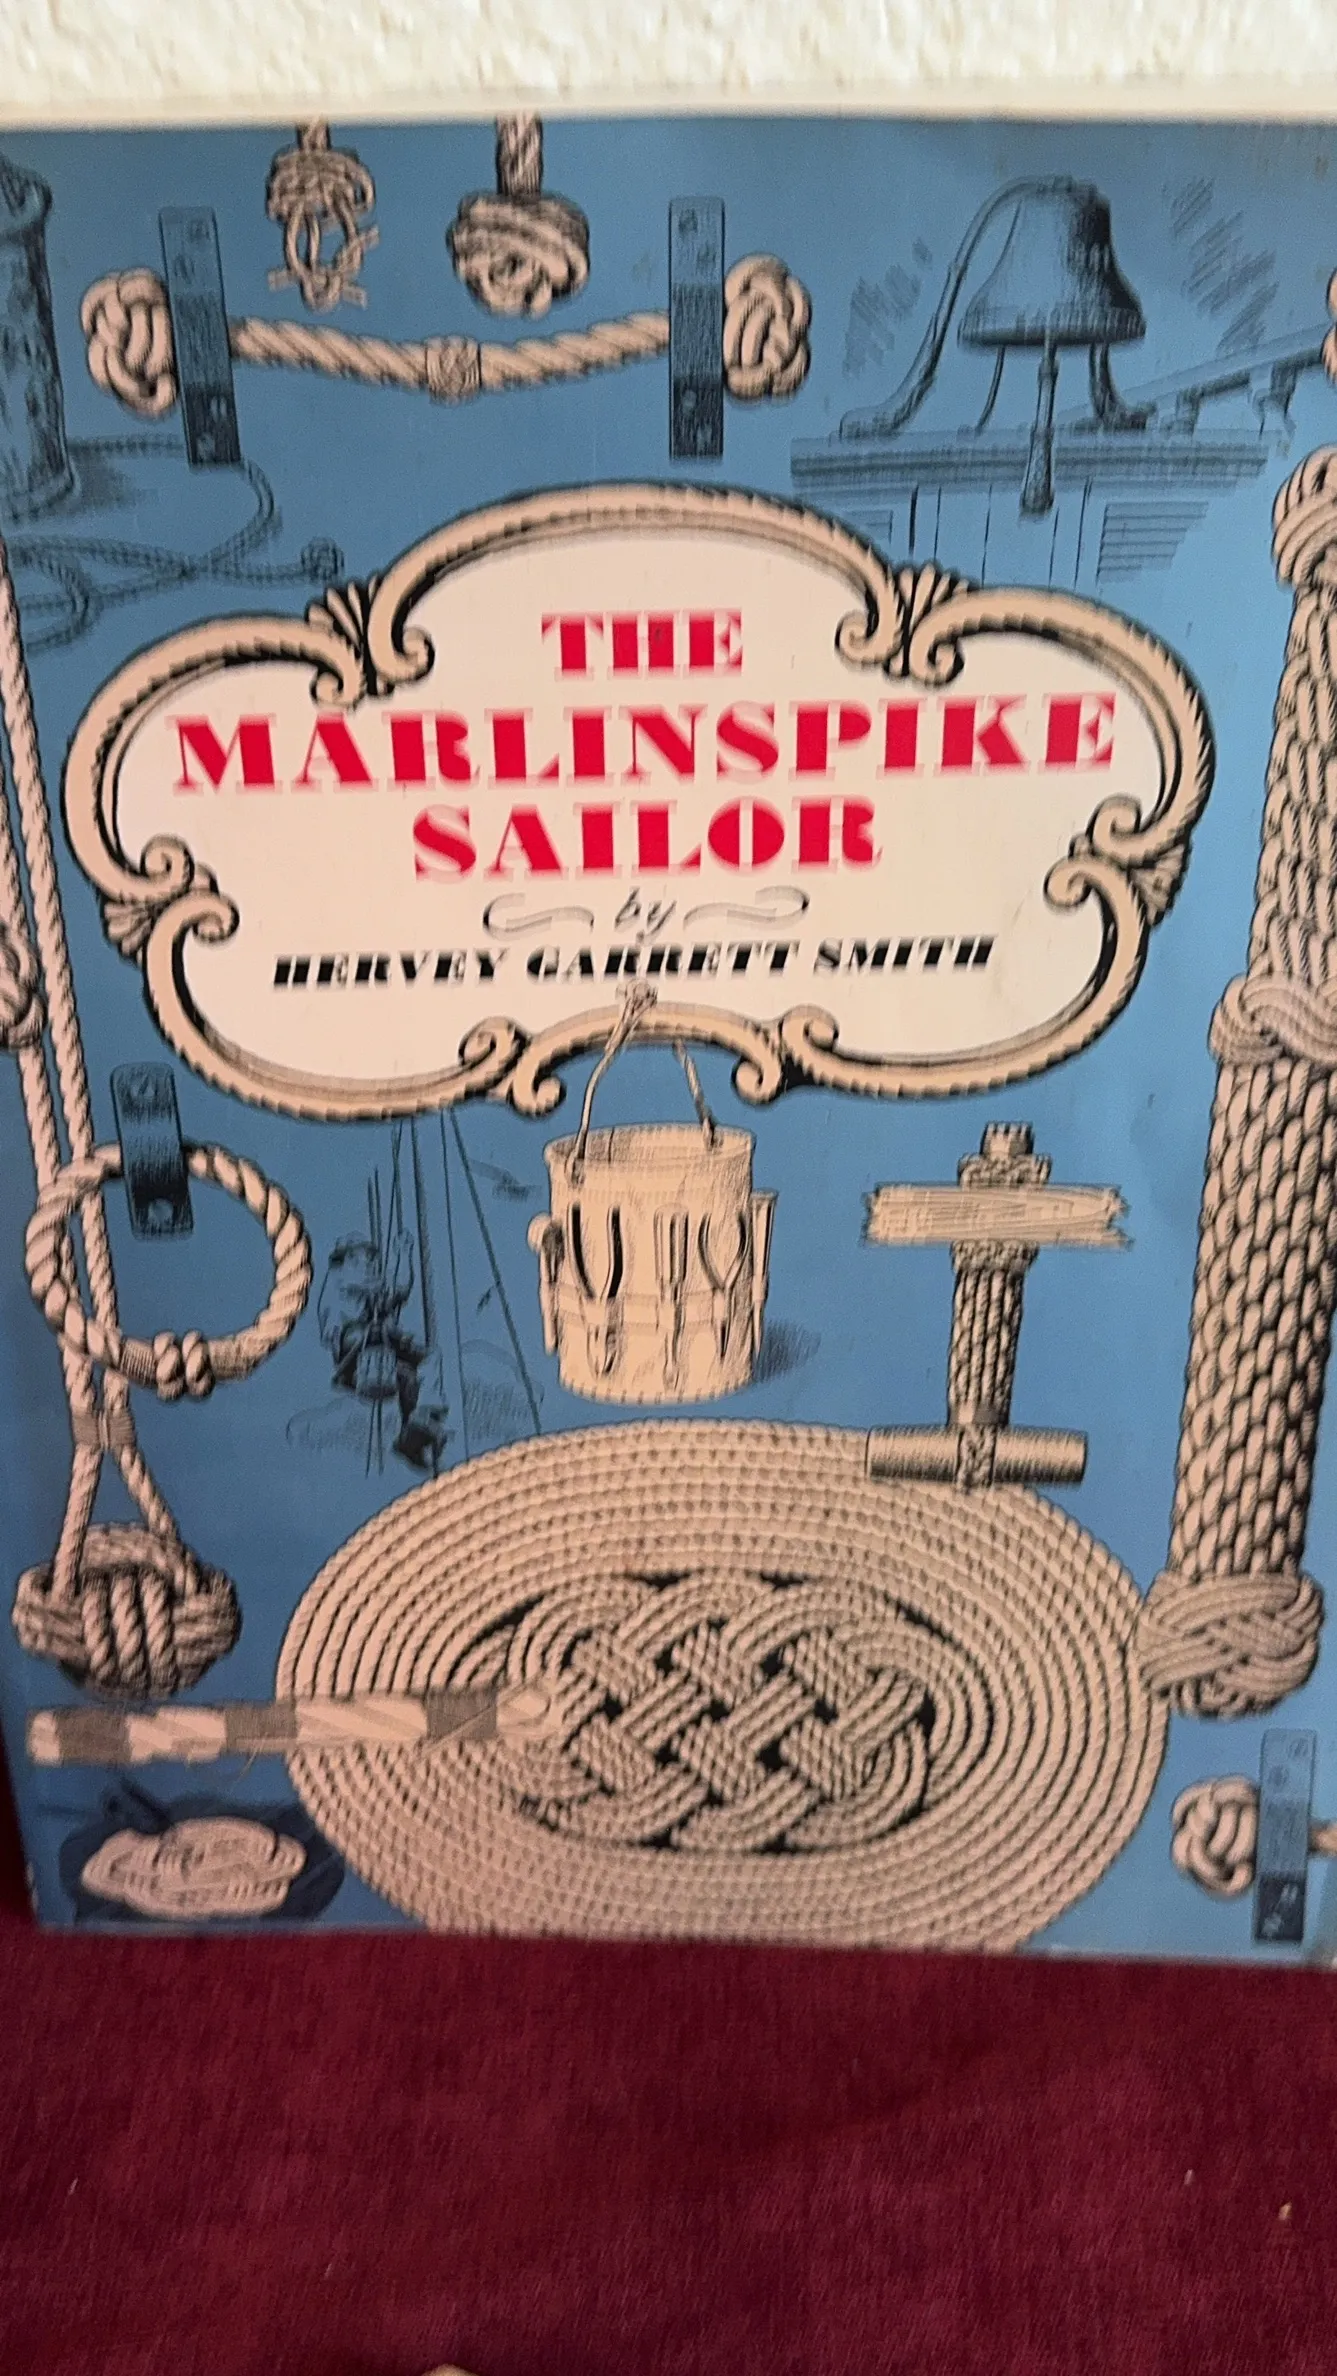 THE
MARLINSPIKE
SAILOR
by
HERVEY GARRETT SMITH